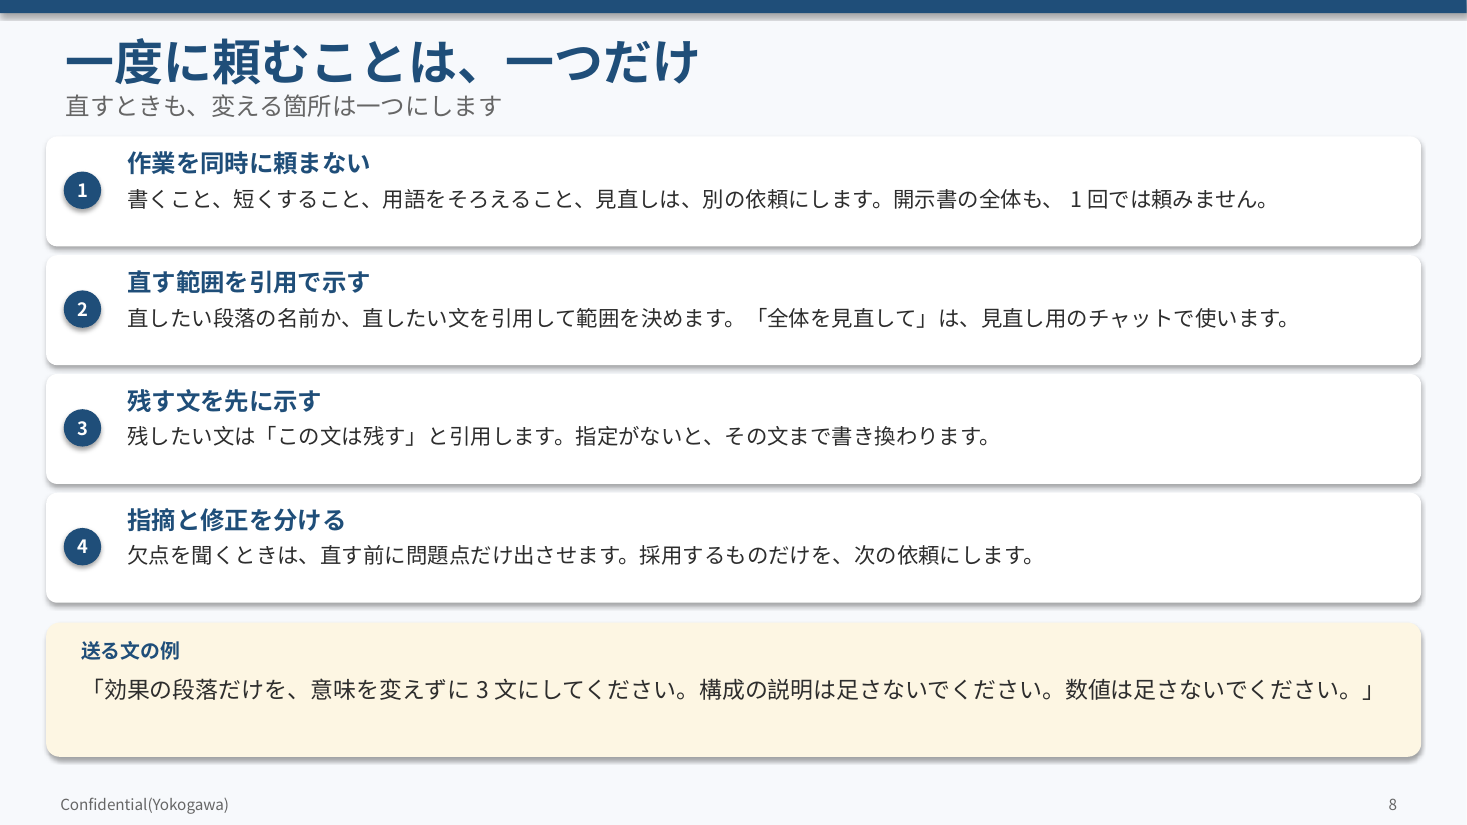 一度に頼むことは、一つだけ
直すときも、変える箇所は一つにします
1
作業を同時に頼まない
書くこと、短くすること、用語をそろえること、見直しは、別の依頼にします。開示書の全体も、 1 回では頼みません。
2
直す範囲を引用で示す
直したい段落の名前か、直したい文を引用して範囲を決めます。「全体を見直して」は、見直し用のチャットで使います。
3
残す文を先に示す
残したい文は「この文は残す」と引用します。指定がないと、その文まで書き換わります。
4
指摘と修正を分ける
欠点を聞くときは、直す前に問題点だけ出させます。採用するものだけを、次の依頼にします。
送る文の例
「効果の段落だけを、意味を変えずに 3 文にしてください。構成の説明は足さないでください。数値は足さないでください。」
Confidential(Yokogawa)
8